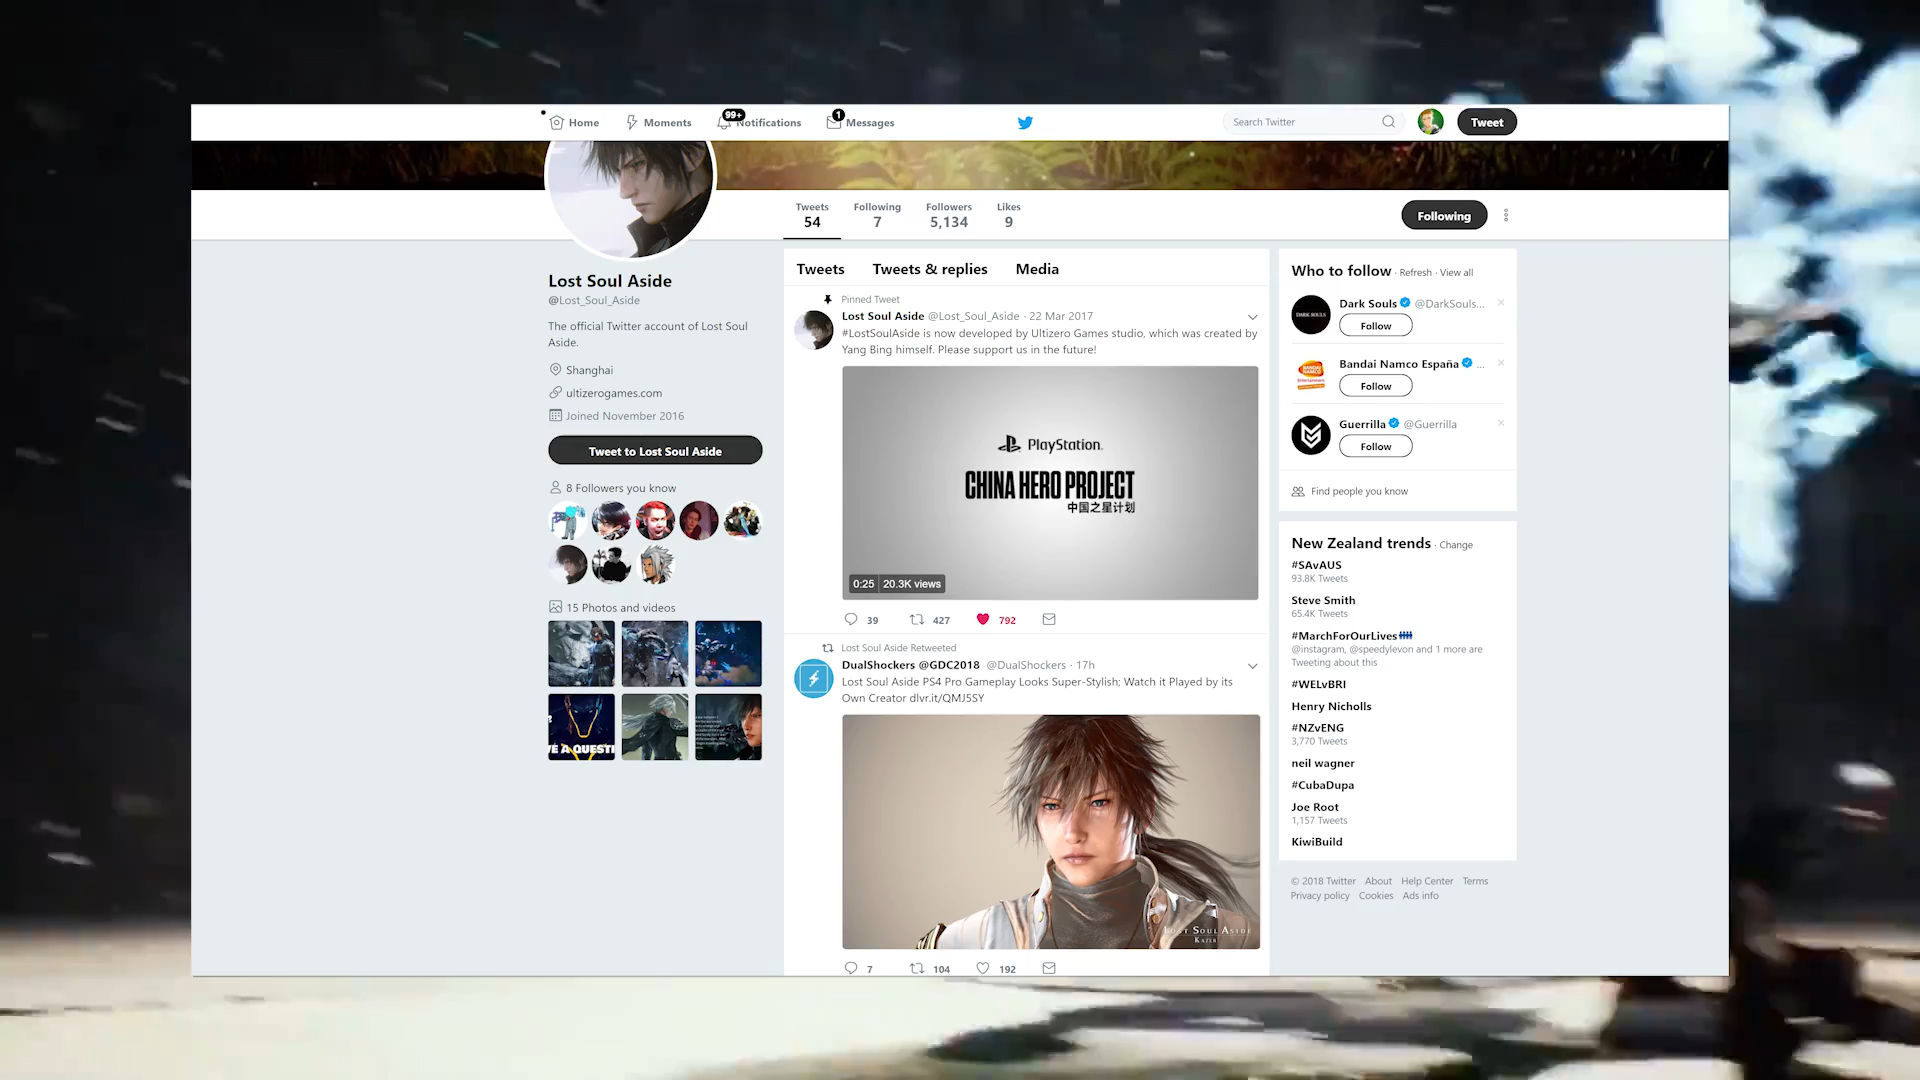 Home
Moments
99+
Notifications
1
Messages
Search Twitter
Tweet
Tweets
54
Following
7
Followers
5,134
Likes
9
Following
Lost Soul Aside
@Lost_Soul_Aside
The official Twitter account of Lost Soul
Aside.
Shanghai
ultizerogames.com
Joined November 2016
Tweet to Lost Soul Aside
8 Followers you know
15 Photos and videos
E A QUESTI
Tweets
Tweets & replies
Media
Pinned Tweet
Lost Soul Aside @Lost_Soul_Aside · 22 Mar 2017
#LostSoulAside is now developed by Ultizero Games studio, which was created by
Yang Bing himself. Please support us in the future!
PlayStation.
CHINA HERO PROJECT
中国之星计划
0:25
20.3K views
39
427
792
Lost Soul Aside Retweeted
DualShockers @GDC2018 @DualShockers · 17h
Lost Soul Aside PS4 Pro Gameplay Looks Super-Stylish; Watch it Played by its
Own Creator dlvr.it/QMJ5SY
LOST SOUL ASIDE
KAZER
7
104
192
Who to follow · Refresh · View all
DARK SOULS
Dark Souls @DarkSouls...
Follow
BANDAI
NAMCO
Bandai Namco España ...
Follow
Guerrilla @Guerrilla
Follow
Find people you know
New Zealand trends · Change
#SAvAUS
93.8K Tweets
Steve Smith
65.4K Tweets
#MarchForOurLives
@instagram, @speedylevon and 1 more are
Tweeting about this
#WELvBRI
Henry Nicholls
#NZvENG
3,770 Tweets
neil wagner
#CubaDupa
Joe Root
1,157 Tweets
KiwiBuild
© 2018 Twitter About Help Center Terms
Privacy policy Cookies Ads info